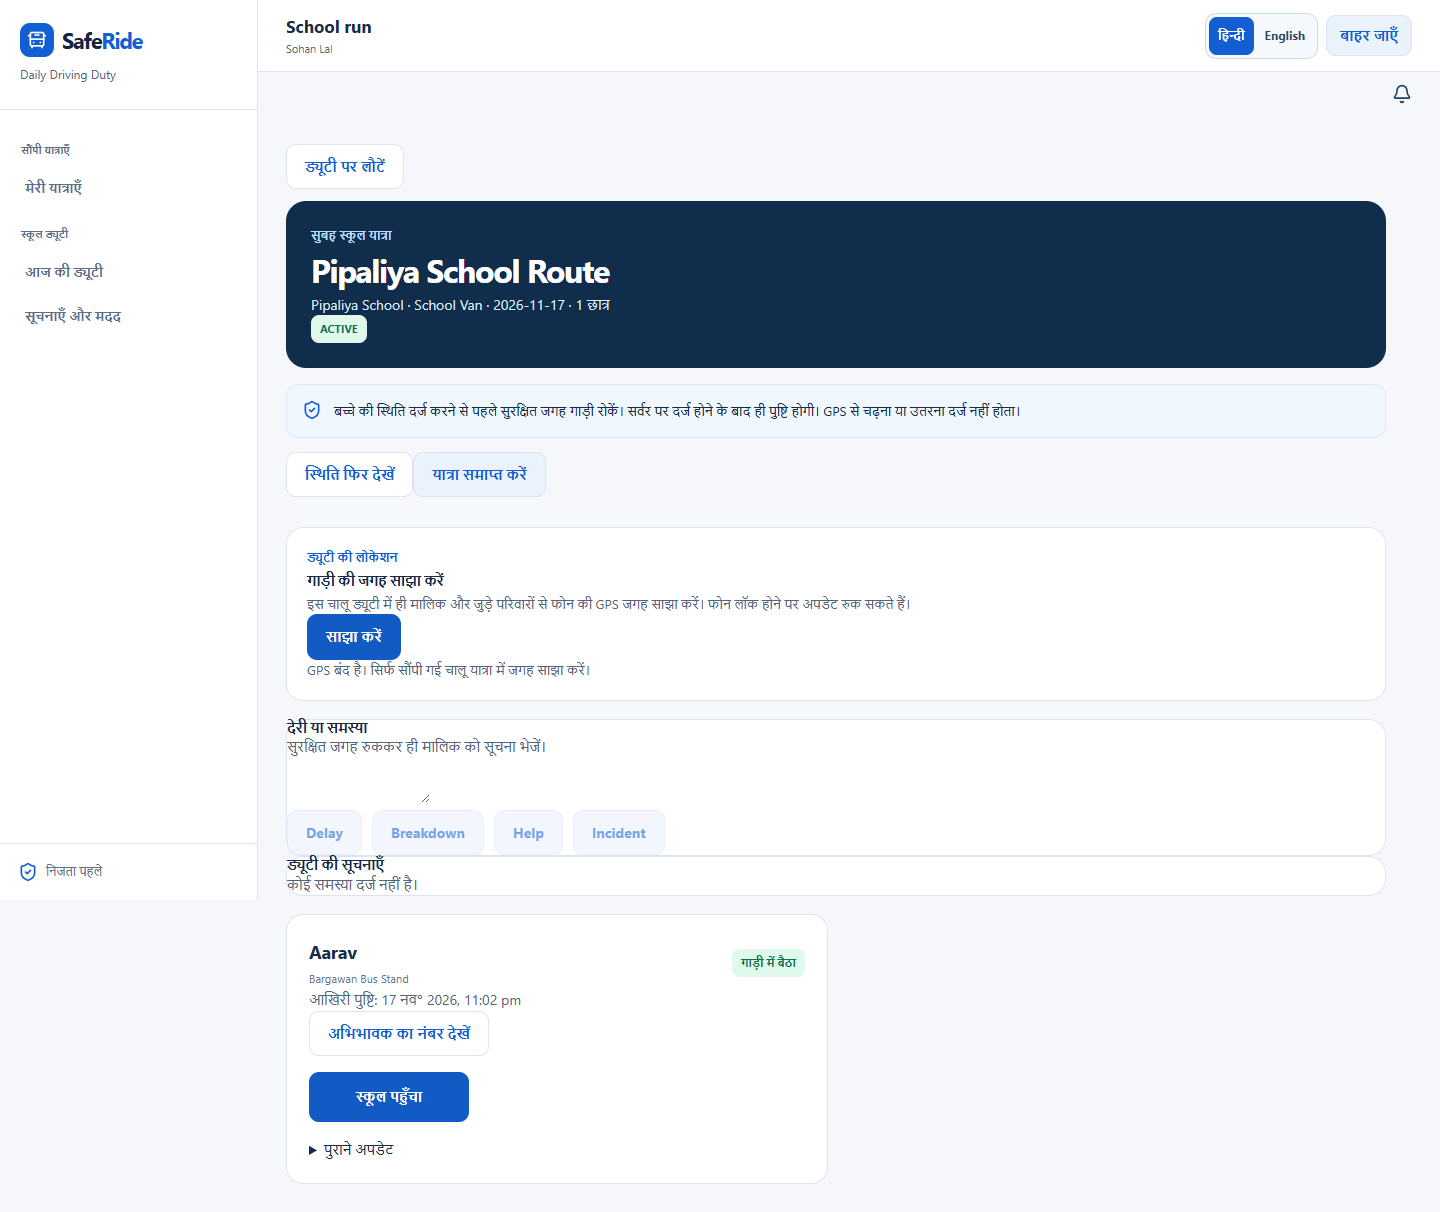 SafeRide
Daily Driving Duty
सौंपी यात्राएँ
मेरी यात्राएँ
स्कूल ड्यूटी
आज की ड्यूटी
सूचनाएँ और मदद
निजता पहले
School run
Sohan Lal
हिन्दी
English
बाहर जाएँ
ड्यूटी पर लौटें
सुबह स्कूल यात्रा
Pipaliya School Route
Pipaliya School · School Van · 2026-11-17 · 1 छात्र
ACTIVE
बच्चे की स्थिति दर्ज करने से पहले सुरक्षित जगह गाड़ी रोकें। सर्वर पर दर्ज होने के बाद ही पुष्टि होगी। GPS से चढ़ना या उतरना दर्ज नहीं होता।
स्थिति फिर देखें
यात्रा समाप्त करें
ड्यूटी की लोकेशन
गाड़ी की जगह साझा करें
इस चालू ड्यूटी में ही मालिक और जुड़े परिवारों से फोन की GPS जगह साझा करें। फोन लॉक होने पर अपडेट रुक सकते हैं।
साझा करें
GPS बंद है। सिर्फ सौंपी गई चालू यात्रा में जगह साझा करें।
देरी या समस्या
सुरक्षित जगह रुककर ही मालिक को सूचना भेजें।
Delay
Breakdown
Help
Incident
ड्यूटी की सूचनाएँ
कोई समस्या दर्ज नहीं है।
Aarav
गाड़ी में बैठा
Bargawan Bus Stand
आखिरी पुष्टि: 17 नव° 2026, 11:02 pm
अभिभावक का नंबर देखें
स्कूल पहुँचा
पुराने अपडेट